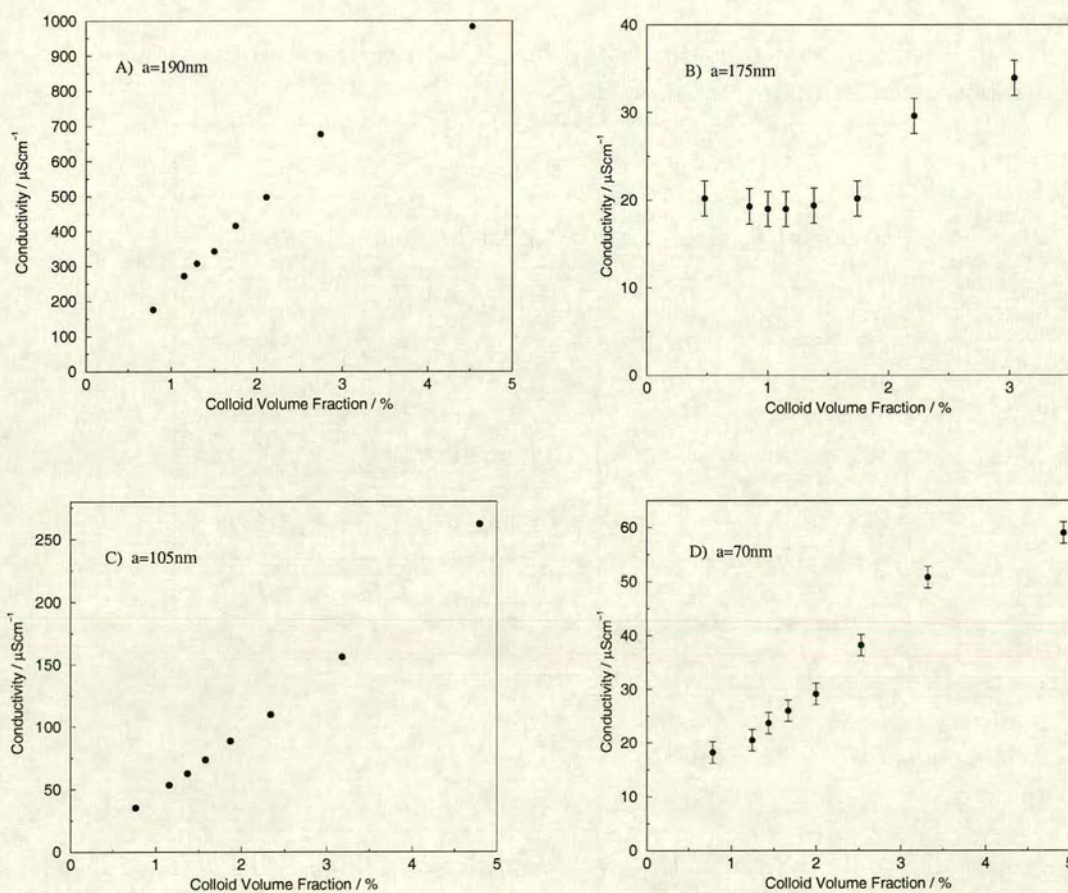 A) a=190nm
1000
900
800
700
600
500
400
300
200
100
0
0 1 2 3 4 5
Conductivity / μScm⁻¹
Colloid Volume Fraction / %
B) a=175nm
40
30
20
10
0
0 1 2 3
Conductivity / μScm⁻¹
Colloid Volume Fraction / %
C) a=105nm
250
200
150
100
50
0
0 1 2 3 4 5
Conductivity / μScm⁻¹
Colloid Volume Fraction / %
D) a=70nm
60
50
40
30
20
10
0
0 1 2 3 4 5
Conductivity / μScm⁻¹
Colloid Volume Fraction / %